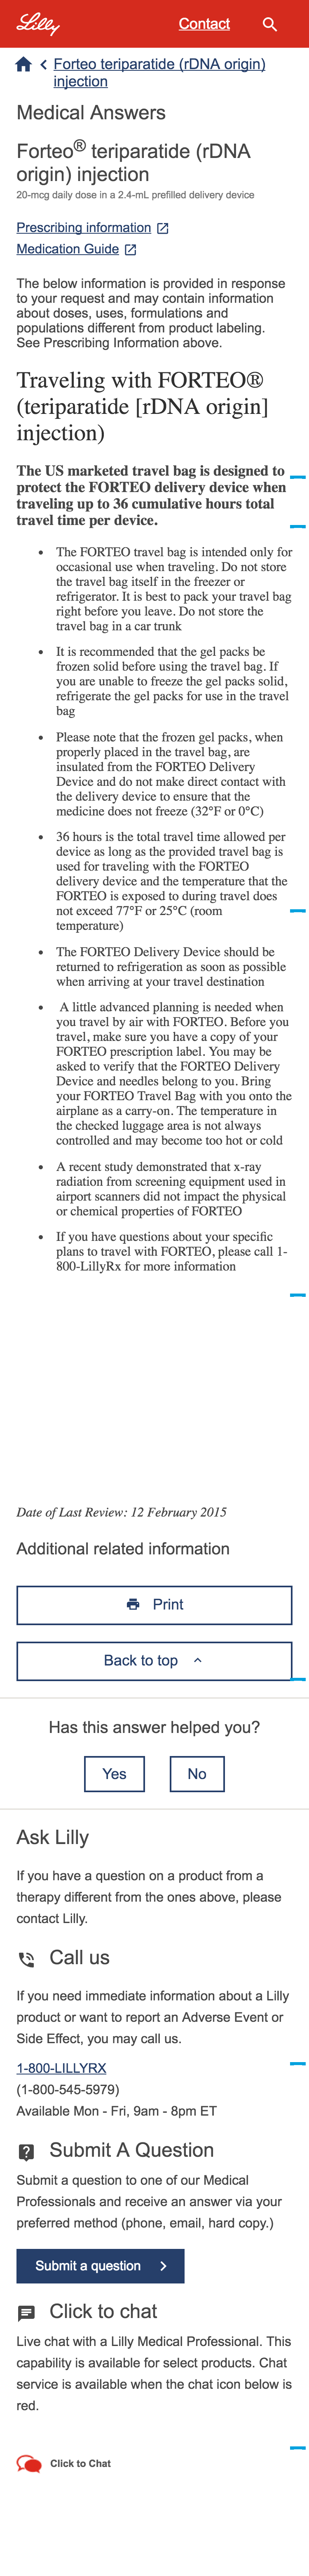 Lilly
Contact
Forteo teriparatide (rDNA origin)
injection
Medical Answers
Forteo® teriparatide (rDNA
origin) injection
20-mcg daily dose in a 2.4-mL prefilled delivery device
Prescribing information
Medication Guide
The below information is provided in response
to your request and may contain information
about doses, uses, formulations and
populations different from product labeling.
See Prescribing Information above.
Traveling with FORTEO®
(teriparatide [rDNA origin]
injection)
The US marketed travel bag is designed to
protect the FORTEO delivery device when
traveling up to 36 cumulative hours total
travel time per device.
• The FORTEO travel bag is intended only for
occasional use when traveling. Do not store
the travel bag itself in the freezer or
refrigerator. It is best to pack your travel bag
right before you leave. Do not store the
travel bag in a car trunk
• It is recommended that the gel packs be
frozen solid before using the travel bag. If
you are unable to freeze the gel packs solid,
refrigerate the gel packs for use in the travel
bag
• Please note that the frozen gel packs, when
properly placed in the travel bag, are
insulated from the FORTEO Delivery
Device and do not make direct contact with
the delivery device to ensure that the
medicine does not freeze (32°F or 0°C)
• 36 hours is the total travel time allowed per
device as long as the provided travel bag is
used for traveling with the FORTEO
delivery device and the temperature that the
FORTEO is exposed to during travel does
not exceed 77°F or 25°C (room
temperature)
• The FORTEO Delivery Device should be
returned to refrigeration as soon as possible
when arriving at your travel destination
• A little advanced planning is needed when
you travel by air with FORTEO. Before you
travel, make sure you have a copy of your
FORTEO prescription label. You may be
asked to verify that the FORTEO Delivery
Device and needles belong to you. Bring
your FORTEO Travel Bag with you onto the
airplane as a carry-on. The temperature in
the checked luggage area is not always
controlled and may become too hot or cold
• A recent study demonstrated that x-ray
radiation from screening equipment used in
airport scanners did not impact the physical
or chemical properties of FORTEO
• If you have questions about your specific
plans to travel with FORTEO, please call 1-
800-LillyRx for more information
Date of Last Review: 12 February 2015
Additional related information
Print
Back to top
Has this answer helped you?
Yes
No
Ask Lilly
If you have a question on a product from a
therapy different from the ones above, please
contact Lilly.
Call us
If you need immediate information about a Lilly
product or want to report an Adverse Event or
Side Effect, you may call us.
1-800-LILLYRX
(1-800-545-5979)
Available Mon - Fri, 9am - 8pm ET
Submit A Question
Submit a question to one of our Medical
Professionals and receive an answer via your
preferred method (phone, email, hard copy.)
Submit a question
Click to chat
Live chat with a Lilly Medical Professional. This
capability is available for select products. Chat
service is available when the chat icon below is
red.
Click to Chat